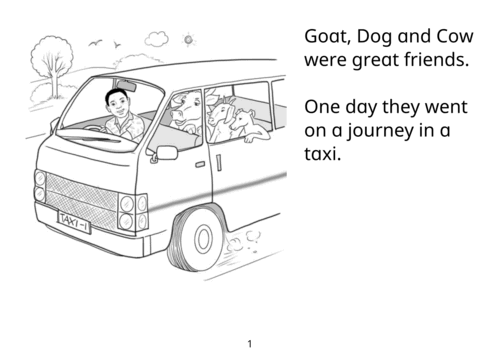 Goat, Dog and Cow
were great friends.
One day they went
on a journey in a
taxi.
TAXI-1
1